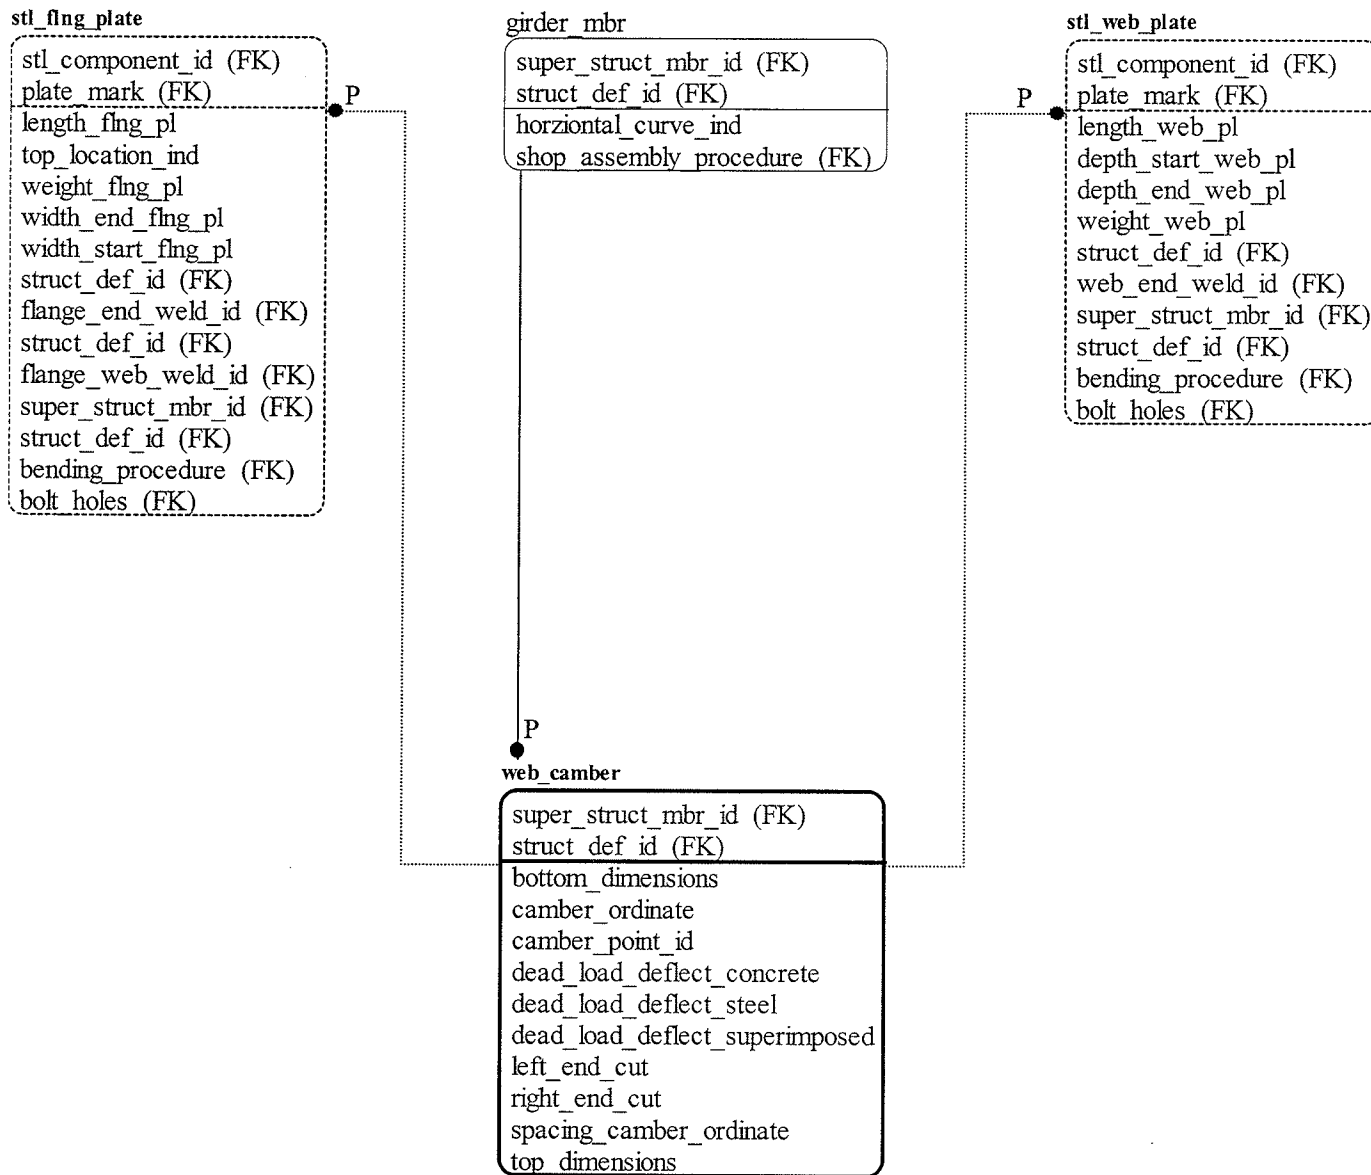 stl_flng_plate
stl_component_id (FK)
plate_mark (FK)
length_flng_pl
top_location_ind
weight_flng_pl
width_end_flng_pl
width_start_flng_pl
struct_def_id (FK)
flange_end_weld_id (FK)
struct_def_id (FK)
flange_web_weld_id (FK)
super_struct_mbr_id (FK)
struct_def_id (FK)
bending_procedure (FK)
bolt_holes (FK)
P
girder_mbr
super_struct_mbr_id (FK)
struct_def_id (FK)
horziontal_curve_ind
shop_assembly_procedure (FK)
P
stl_web_plate
stl_component_id (FK)
plate_mark (FK)
length_web_pl
depth_start_web_pl
depth_end_web_pl
weight_web_pl
struct_def_id (FK)
web_end_weld_id (FK)
super_struct_mbr_id (FK)
struct_def_id (FK)
bending_procedure (FK)
bolt_holes (FK)
P
web_camber
super_struct_mbr_id (FK)
struct_def_id (FK)
bottom_dimensions
camber_ordinate
camber_point_id
dead_load_deflect_concrete
dead_load_deflect_steel
dead_load_deflect_superimposed
left_end_cut
right_end_cut
spacing_camber_ordinate
top_dimensions